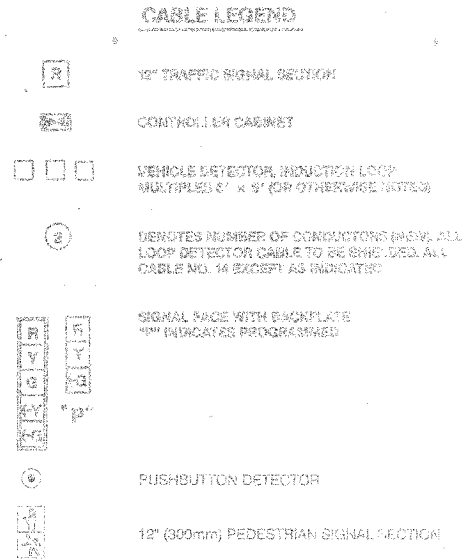 CABLE LEGEND
R
12" TRAFFIC SIGNAL SECTION
CONTROLLER CABINET
VEHICLE DETECTOR, INDUCTION LOOP
MULTIPLES 6' x 6' (OR OTHERWISE NOTED)
3
DENOTES NUMBER OF CONDUCTORS (NEW). ALL
LOOP DETECTOR CABLE TO BE SHIELDED. ALL
CABLE NO. 14 EXCEPT AS INDICATED
SIGNAL FACE WITH BACKPLATE
"P" INDICATES PROGRAMMED
R R
Y Y
G G
"P"
PUSHBUTTON DETECTOR
12" (300mm) PEDESTRIAN SIGNAL SECTION